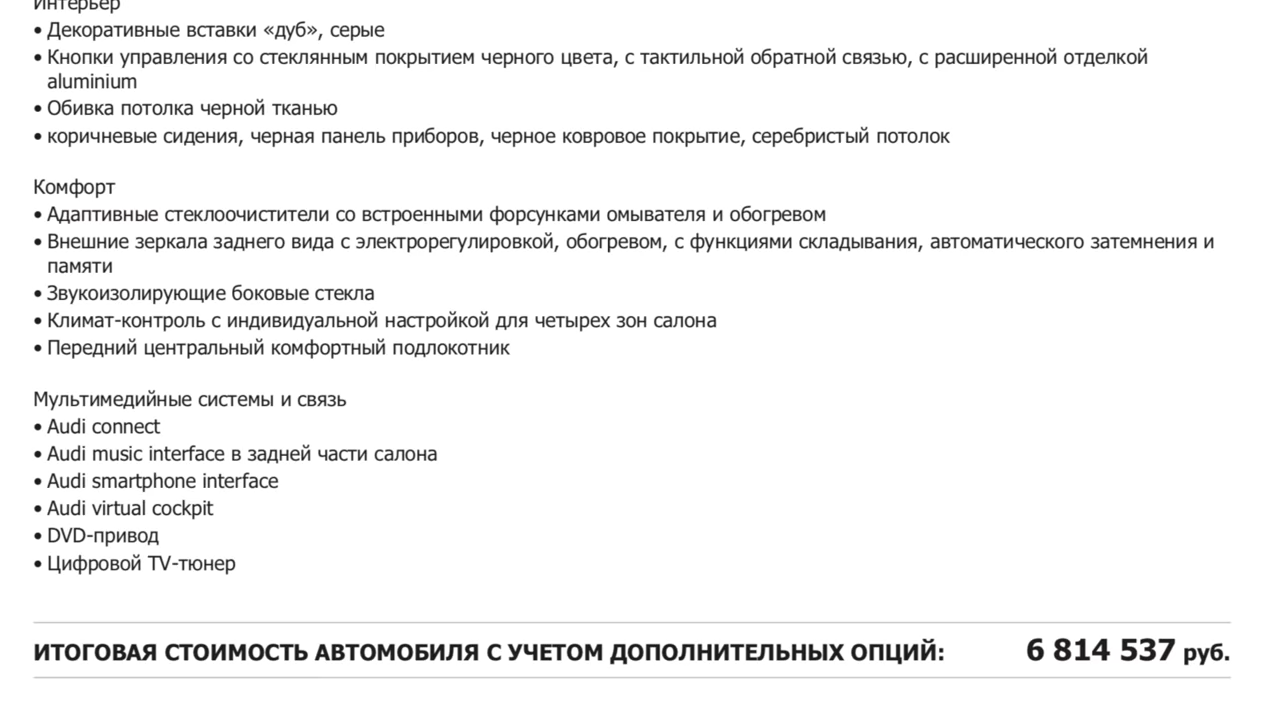 Интерьер
• Декоративные вставки «дуб», серые
• Кнопки управления со стеклянным покрытием черного цвета, с тактильной обратной связью, с расширенной отделкой
aluminium
• Обивка потолка черной тканью
• коричневые сидения, черная панель приборов, черное ковровое покрытие, серебристый потолок
Комфорт
• Адаптивные стеклоочистители со встроенными форсунками омывателя и обогревом
• Внешние зеркала заднего вида с электрорегулировкой, обогревом, с функциями складывания, автоматического затемнения и
памяти
• Звукоизолирующие боковые стекла
• Климат-контроль с индивидуальной настройкой для четырех зон салона
• Передний центральный комфортный подлокотник
Мультимедийные системы и связь
• Audi connect
• Audi music interface в задней части салона
• Audi smartphone interface
• Audi virtual cockpit
• DVD-привод
• Цифровой TV-тюнер
ИТОГОВАЯ СТОИМОСТЬ АВТОМОБИЛЯ С УЧЕТОМ ДОПОЛНИТЕЛЬНЫХ ОПЦИЙ: 6 814 537 руб.